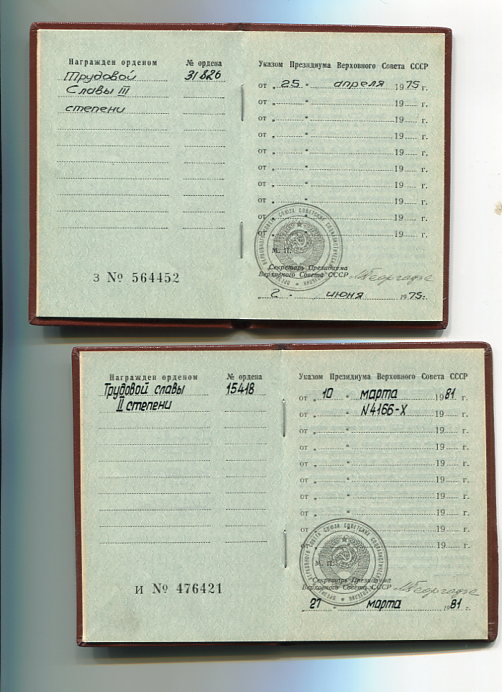 Награжден орденом № ордена
Трудовой 31826
Славы III
степени
З № 564452
Указом Президиума Верховного Совета СССР
от „ 25 " апреля 1975 г.
от „ " 19 г.
от „ " 19 г.
от „ " 19 г.
от „ " 19 г.
от „ " 19 г.
от „ " 19 г.
от „ " 19 г.
от „ " 19 г.
М. П.
Секретарь Президиума
Верховного Совета СССР
2 июня 1975 г.
Награжден орденом № ордена
Трудовой славы 15418
II степени
И № 476421
Указом Президиума Верховного Совета СССР
от „ 10 " марта 1981 г.
от „ " N4166-X 19 г.
от „ " 19 г.
от „ " 19 г.
от „ " 19 г.
от „ " 19 г.
от „ " 19 г.
от „ " 19 г.
от „ " 19 г.
М. П.
Секретарь Президиума
Верховного Совета СССР
27 марта 1981 г.